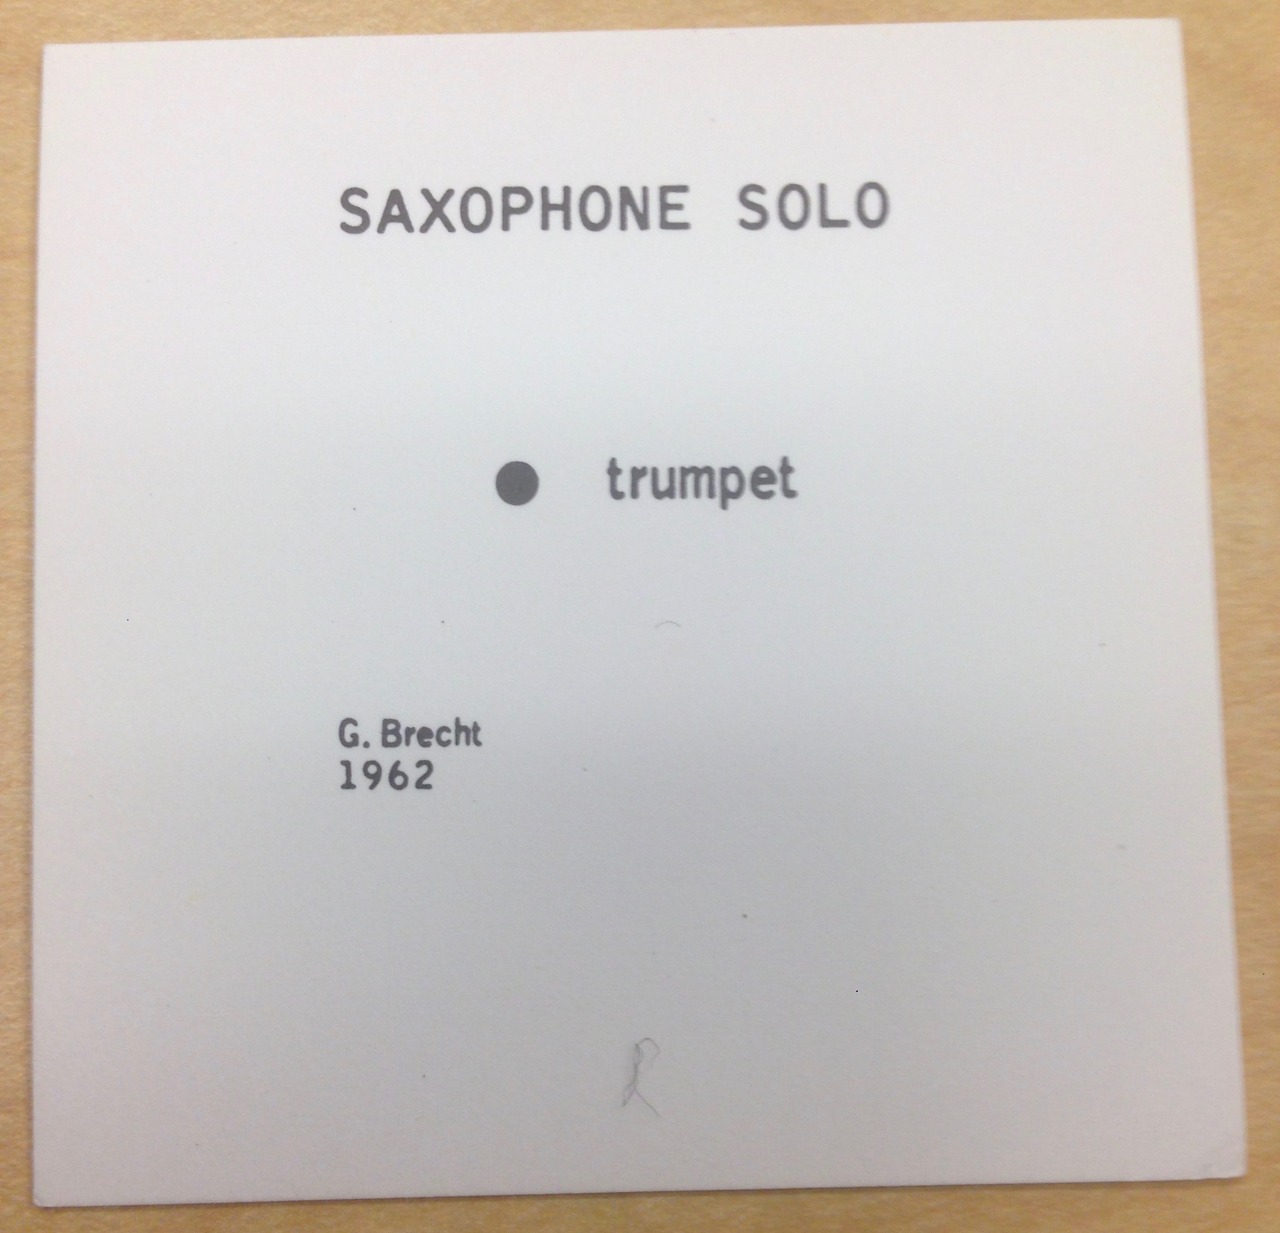 SAXOPHONE SOLO
● trumpet
G. Brecht
1962